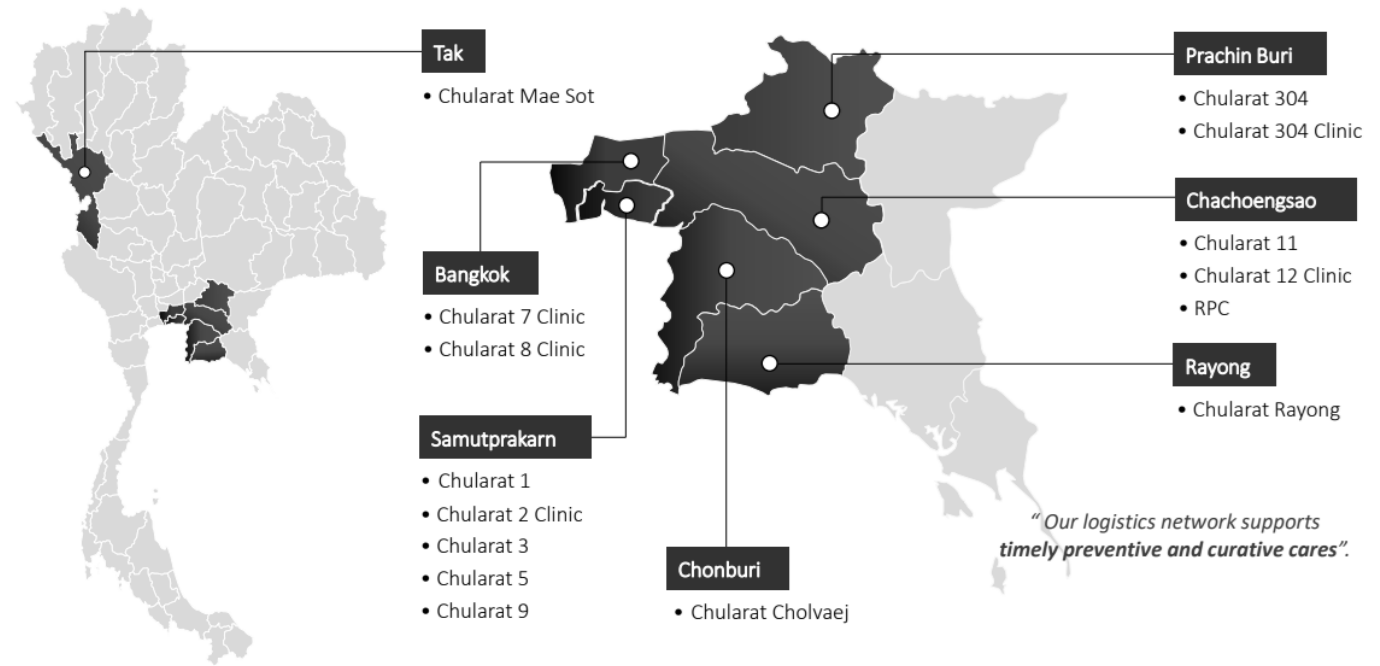 Tak
• Chularat Mae Sot
Bangkok
• Chularat 7 Clinic
• Chularat 8 Clinic
Samutprakarn
• Chularat 1
• Chularat 2 Clinic
• Chularat 3
• Chularat 5
• Chularat 9
Chonburi
• Chularat Cholvaej
Prachin Buri
• Chularat 304
• Chularat 304 Clinic
Chachoengsao
• Chularat 11
• Chularat 12 Clinic
• RPC
Rayong
• Chularat Rayong
“ Our logistics network supports
timely preventive and curative cares”.